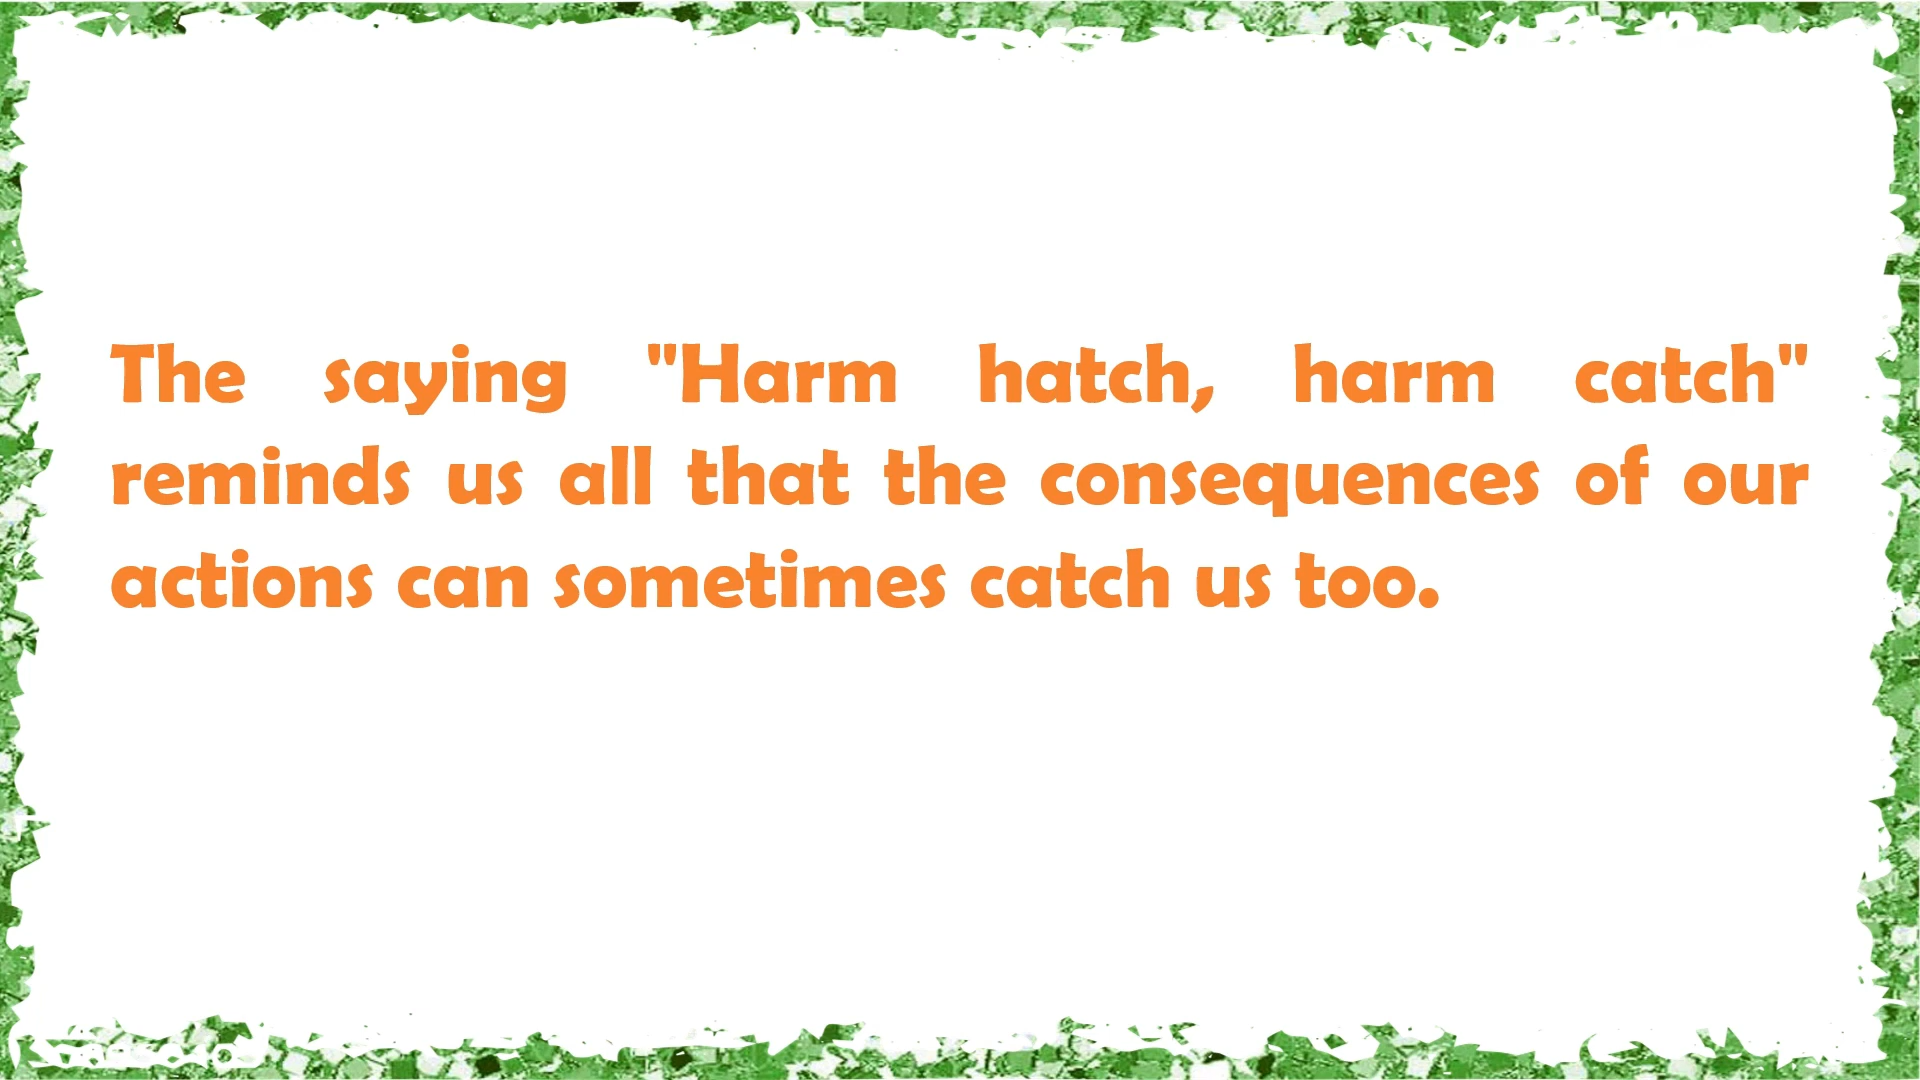 The saying "Harm hatch, harm catch"
reminds us all that the consequences of our
actions can sometimes catch us too.